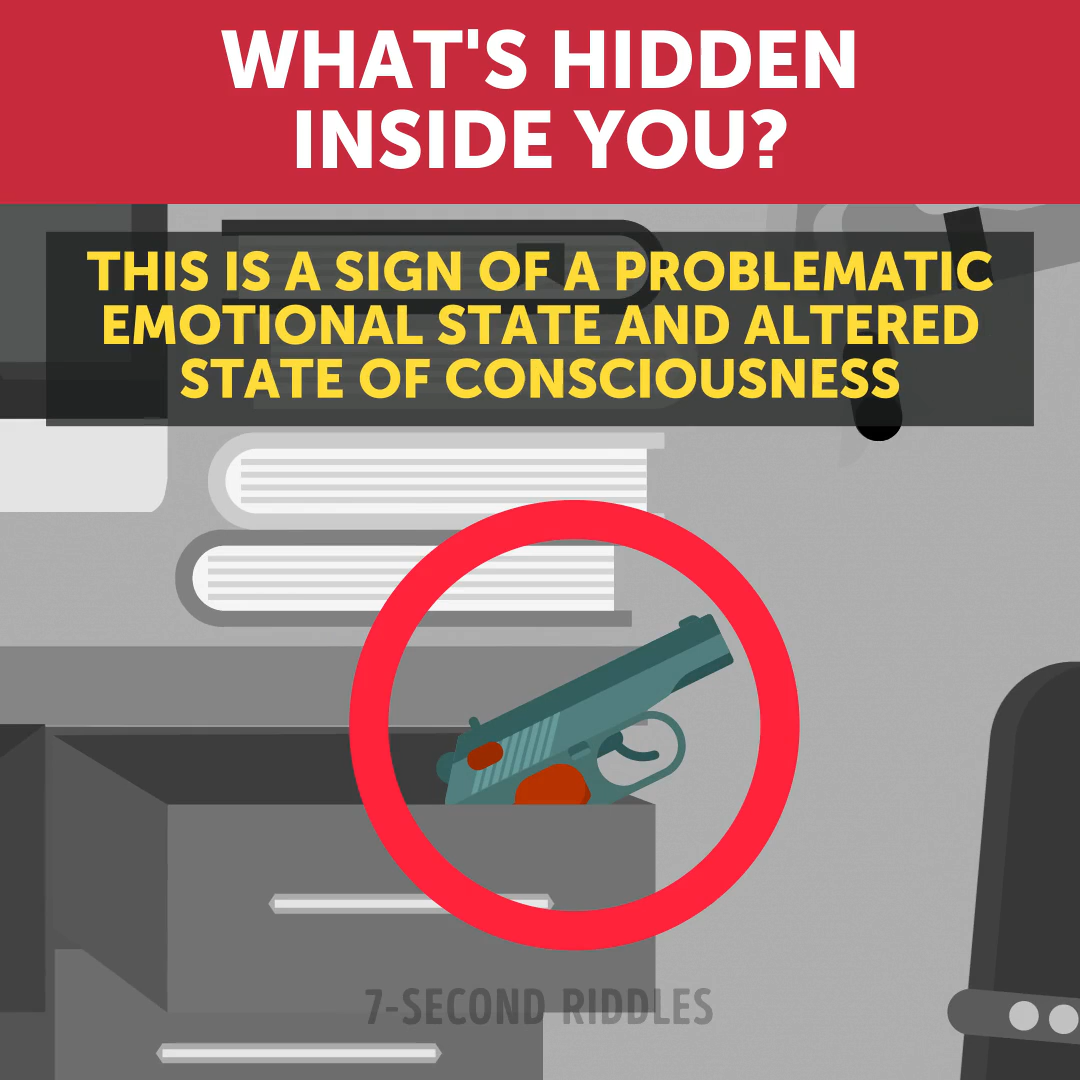 WHAT'S HIDDEN
INSIDE YOU?
THIS IS A SIGN OF A PROBLEMATIC
EMOTIONAL STATE AND ALTERED
STATE OF CONSCIOUSNESS
7-SECOND RIDDLES